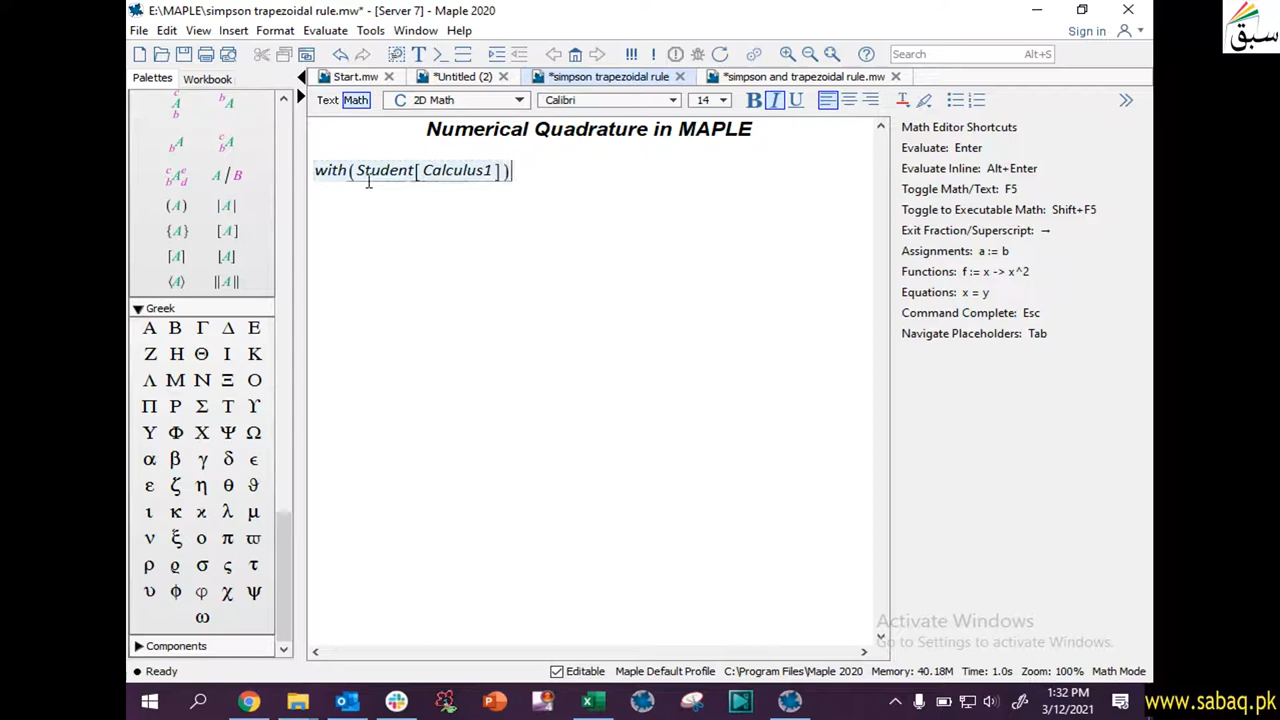 E:\MAPLE\simpson trapezoidal rule.mw* - [Server 7] - Maple 2020
File Edit View Insert Format Evaluate Tools Window Help
Sign in
Search Alt+S
Palettes Workbook
Start.mw *Untitled (2) *simpson trapezoidal rule *simpson and trapezoidal rule.mw
Text Math C 2D Math Calibri 14 B I U
Numerical Quadrature in MAPLE
with(Student[Calculus1])
Math Editor Shortcuts
Evaluate: Enter
Evaluate Inline: Alt+Enter
Toggle Math/Text: F5
Toggle to Executable Math: Shift+F5
Exit Fraction/Superscript: →
Assignments: a := b
Functions: f := x -> x^2
Equations: x = y
Command Complete: Esc
Navigate Placeholders: Tab
A / B
(A) |A|
{A} [A]
⌈A⌉ ⌊A⌋
⟨A⟩ ||A||
Greek
Α Β Γ Δ Ε
Ζ Η Θ Ι Κ
Λ Μ Ν Ξ Ο
Π Ρ Σ Τ ϒ
Υ Φ Χ Ψ Ω
α β γ δ ϵ
ε ζ η θ ϑ
ι κ ϰ λ μ
ν ξ ο π ϖ
ρ ϱ σ ς τ
υ ϕ φ χ ψ
ω
Components
Activate Windows
Go to Settings to activate Windows.
Ready
Editable Maple Default Profile C:\Program Files\Maple 2020 Memory: 40.18M Time: 1.0s Zoom: 100% Math Mode
1:32 PM
3/12/2021
سبق
www.sabaq.pk